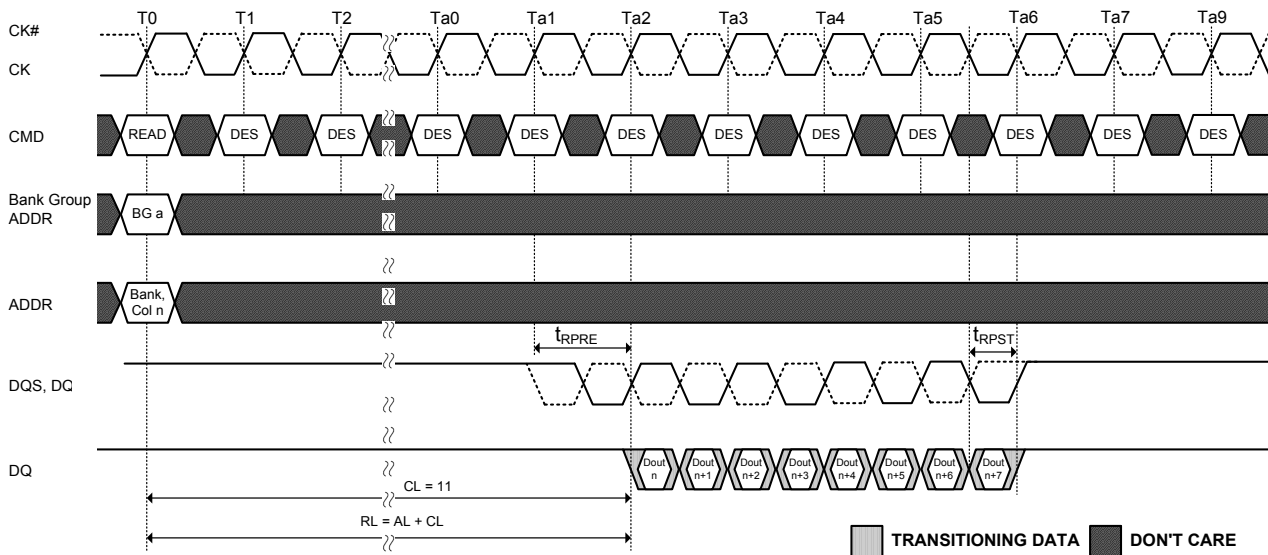 T0 T1 T2 Ta0 Ta1 Ta2 Ta3 Ta4 Ta5 Ta6 Ta7 Ta9
CK#
CK
CMD READ DES DES DES DES DES DES DES DES DES DES DES
Bank Group
ADDR
BG a
ADDR
Bank,
Col n
tRPRE tRPST
DQS, DQ
DQ
Dout Dout Dout Dout Dout Dout Dout Dout
n n+1 n+2 n+3 n+4 n+5 n+6 n+7
CL = 11
RL = AL + CL
TRANSITIONING DATA DON'T CARE